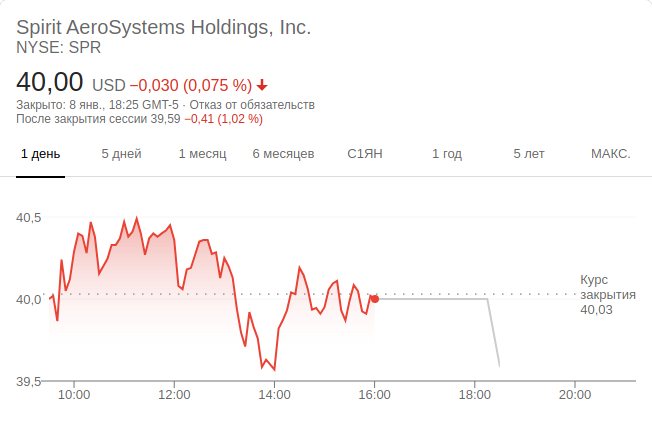 Spirit AeroSystems Holdings, Inc.
NYSE: SPR
40,00 USD −0,030 (0,075 %)
Закрыто: 8 янв., 18:25 GMT-5 · Отказ от обязательств
После закрытия сессии 39,59 −0,41 (1,02 %)
1 день 5 дней 1 месяц 6 месяцев С1ЯН 1 год 5 лет МАКС.
40,5
40,0
39,5
Курс
закрытия
40,03
10:00 12:00 14:00 16:00 18:00 20:00